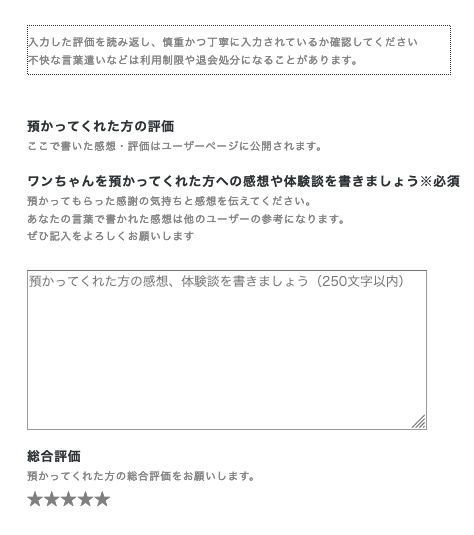 入力した評価を読み返し、慎重かつ丁寧に入力されているか確認してください
不快な言葉遣いなどは利用制限や退会処分になることがあります。
預かってくれた方の評価
ここで書いた感想・評価はユーザーページに公開されます。
ワンちゃんを預かってくれた方への感想や体験談を書きましょう※必須
預かってもらった感謝の気持ちと感想を伝えてください。
あなたの言葉で書かれた感想は他のユーザーの参考になります。
ぜひ記入をよろしくお願いします
預かってくれた方の感想、体験談を書きましょう（250文字以内）
総合評価
預かってくれた方の総合評価をお願いします。
★★★★★